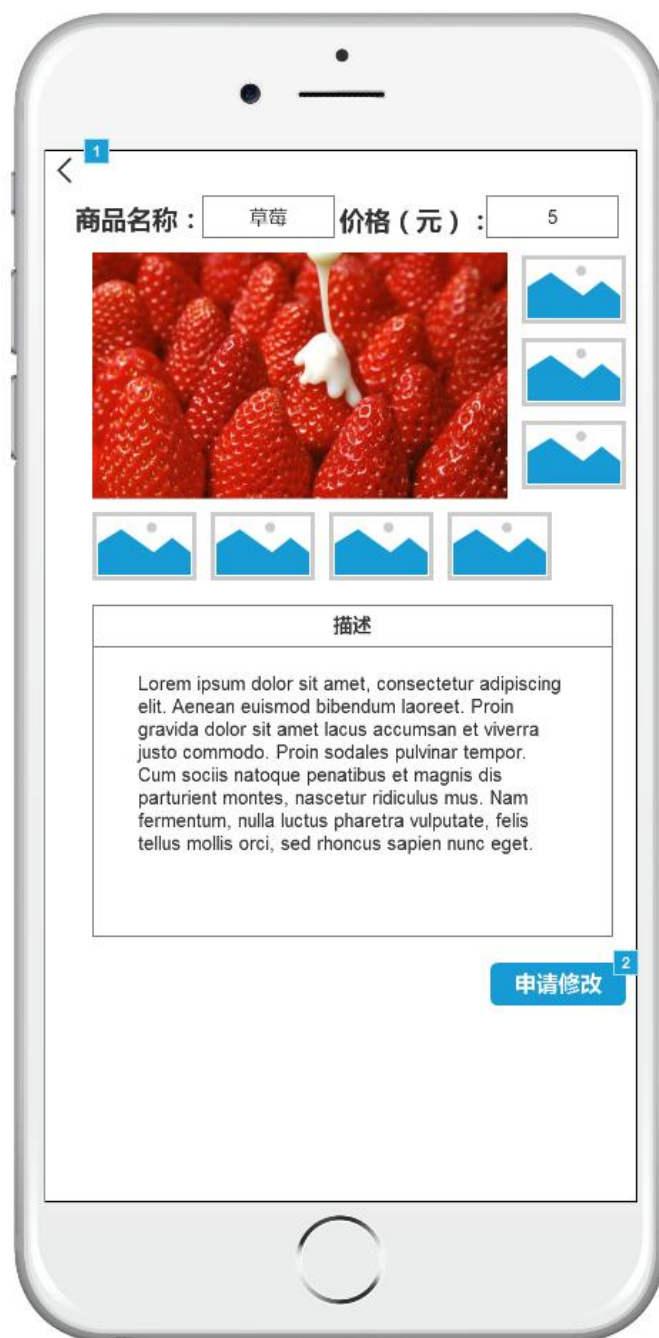 1
商品名称： 草莓 价格（元）： 5
描述
Lorem ipsum dolor sit amet, consectetur adipiscing
elit. Aenean euismod bibendum laoreet. Proin
gravida dolor sit amet lacus accumsan et viverra
justo commodo. Proin sodales pulvinar tempor.
Cum sociis natoque penatibus et magnis dis
parturient montes, nascetur ridiculus mus. Nam
fermentum, nulla luctus pharetra vulputate, felis
tellus mollis orci, sed rhoncus sapien nunc eget.
2
申请修改